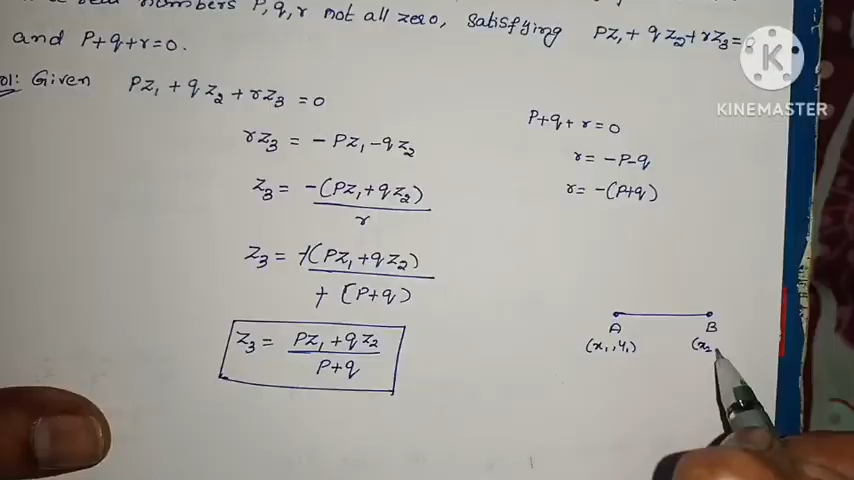 numbers P, q, r not all zero, satisfying PZ₁ + qZ₂ + rZ₃ =
and P+q+r=0.
Sol: Given PZ₁ + qZ₂ + rZ₃ = 0
rZ₃ = -PZ₁ - qZ₂
Z₃ = -(PZ₁+qZ₂) / r
Z₃ = -(PZ₁+qZ₂) / -(P+q)
Z₃ = PZ₁+qZ₂ / P+q
P+q+r=0
r = -P-q
r = -(P+q)
A B
(x₁,y₁) (x₂
KINEMASTER